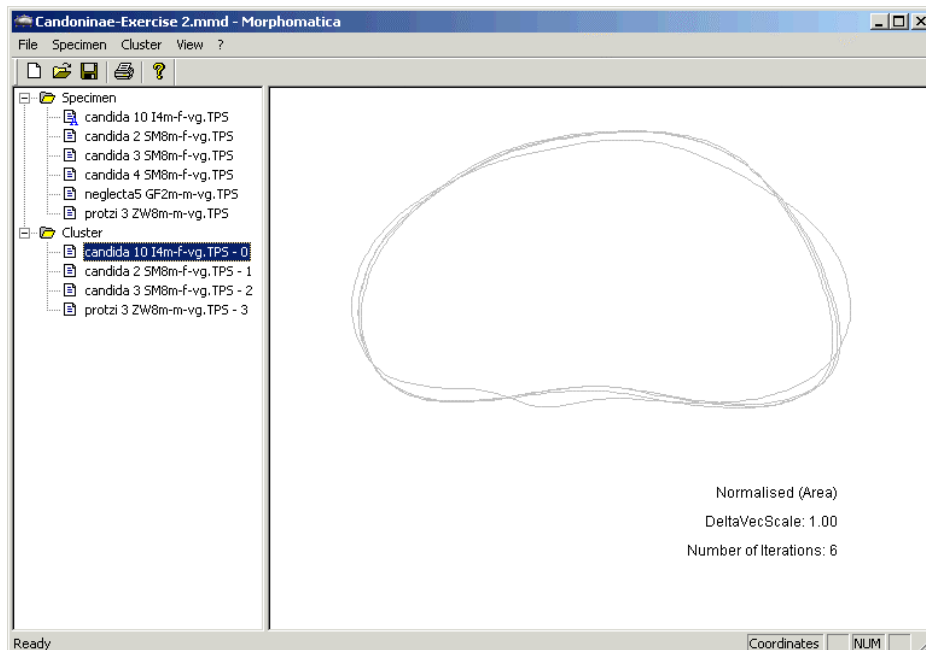 Candoninae-Exercise 2.mmd - Morphomatica
File Specimen Cluster View ?
Specimen
candida 10 I4m-f-vg.TPS
candida 2 SM8m-f-vg.TPS
candida 3 SM8m-f-vg.TPS
candida 4 SM8m-f-vg.TPS
neglecta5 GF2m-m-vg.TPS
protzi 3 ZW8m-m-vg.TPS
Cluster
candida 10 I4m-f-vg.TPS - 0
candida 2 SM8m-f-vg.TPS - 1
candida 3 SM8m-f-vg.TPS - 2
protzi 3 ZW8m-m-vg.TPS - 3
Normalised (Area)
DeltaVecScale: 1.00
Number of Iterations: 6
Ready Coordinates NUM